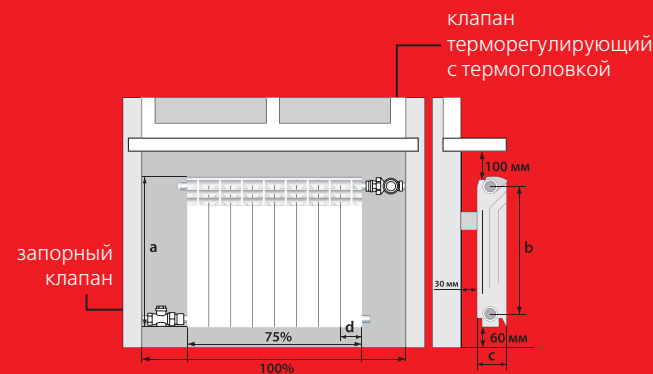 клапан
терморегулирующий
с термоголовкой
100 мм
a
b
запорный
клапан
30 мм
d
75%
60 мм
c
100%